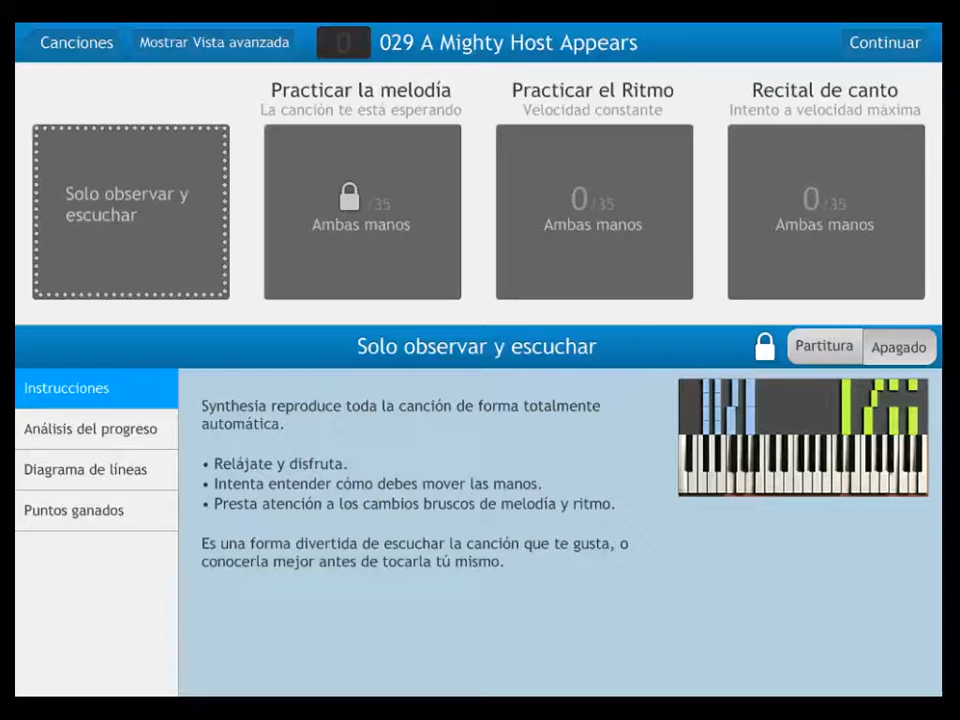 Canciones
Mostrar Vista avanzada
0
029 A Mighty Host Appears
Continuar
Practicar la melodía
La canción te está esperando
Practicar el Ritmo
Velocidad constante
Recital de canto
Intento a velocidad máxima
Solo observar y
escuchar
/35
Ambas manos
0/35
Ambas manos
0/35
Ambas manos
Solo observar y escuchar
Partitura
Apagado
Instrucciones
Análisis del progreso
Diagrama de líneas
Puntos ganados
Synthesia reproduce toda la canción de forma totalmente
automática.
• Relájate y disfruta.
• Intenta entender cómo debes mover las manos.
• Presta atención a los cambios bruscos de melodía y ritmo.
Es una forma divertida de escuchar la canción que te gusta, o
conocerla mejor antes de tocarla tú mismo.